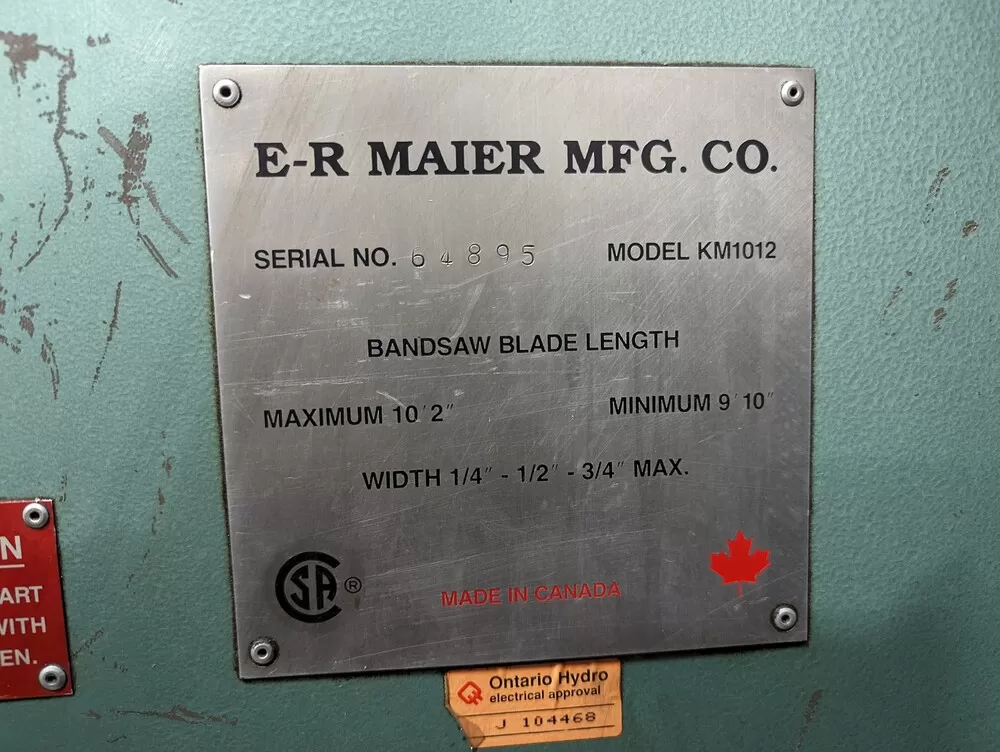 E-R MAIER MFG. CO.
SERIAL NO. 64895 MODEL KM1012
BANDSAW BLADE LENGTH
MAXIMUM 10'2" MINIMUM 9'10"
WIDTH 1/4" - 1/2" - 3/4" MAX.
CSA ®
MADE IN CANADA
N
ART
WITH
EN.
Ontario Hydro
electrical approval
J 104468